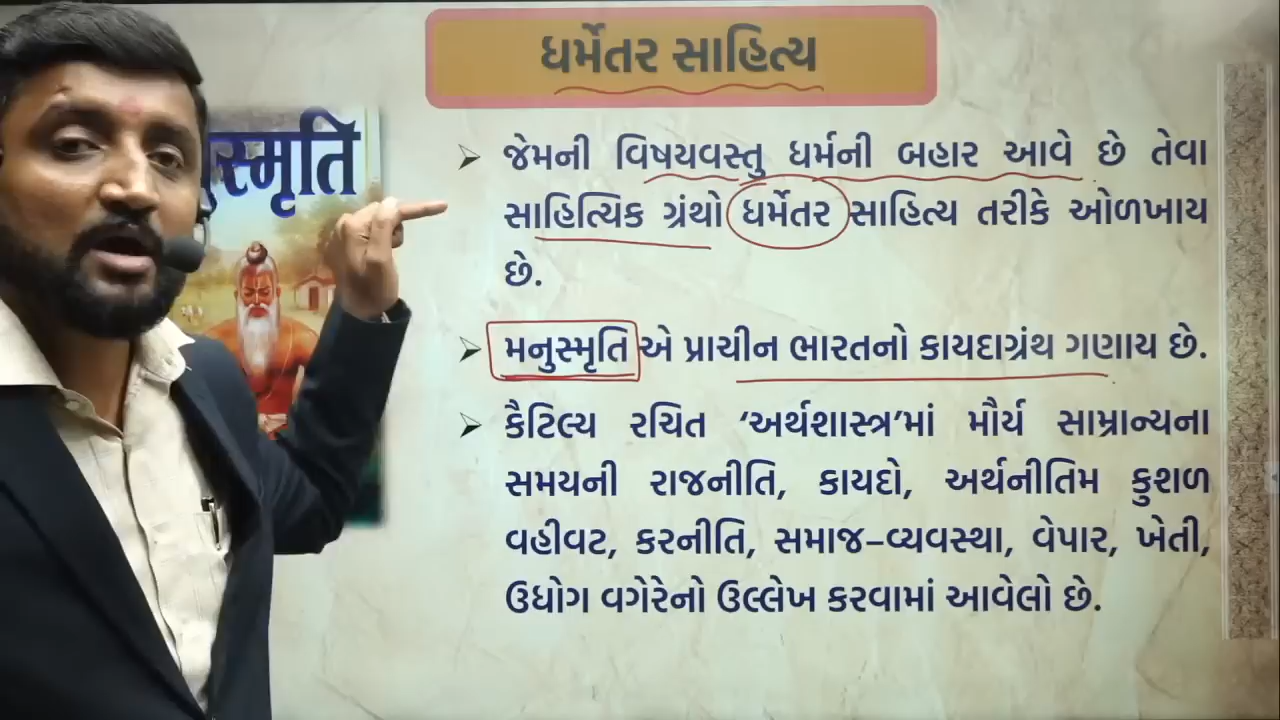 ધર્મેતર સાહિત્ય
સ્મૃતિ
જેમની વિષયવસ્તુ ધર્મની બહાર આવે છે તેવા
સાહિત્યિક ગ્રંથો ધર્મેતર સાહિત્ય તરીકે ઓળખાય
છે.
મનુસ્મૃતિ એ પ્રાચીન ભારતનો કાયદાગ્રંથ ગણાય છે.
કૈટિલ્ય રચિત ‘અર્થશાસ્ત્ર’માં મૌર્ય સામ્રાન્યના
સમયની રાજનીતિ, કાયદો, અર્થનીતિમ કુશળ
વહીવટ, કરનીતિ, સમાજ–વ્યવસ્થા, વેપાર, ખેતી,
ઉધોગ વગેરેનો ઉલ્લેખ કરવામાં આવેલો છે.